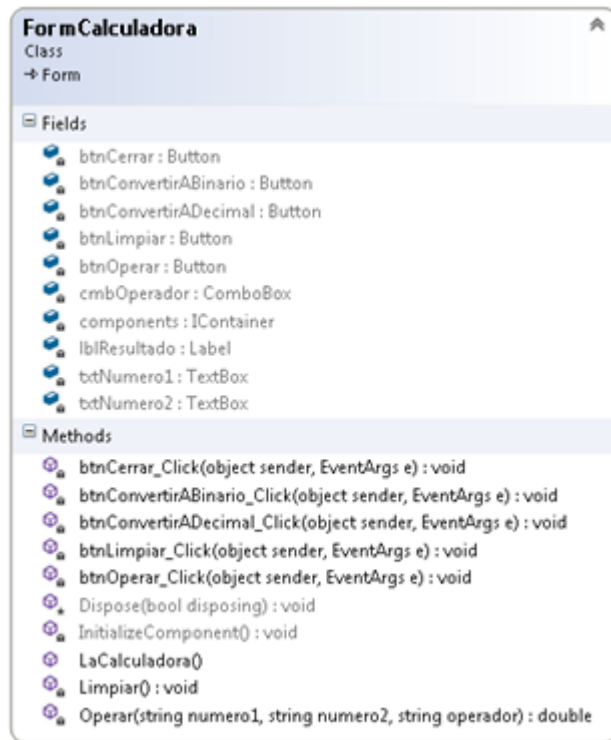 FormCalculadora
Class
Form
Fields
btnCerrar : Button
btnConvertirABinario : Button
btnConvertirADecimal : Button
btnLimpiar : Button
btnOperar : Button
cmbOperador : ComboBox
components : IContainer
lblResultado : Label
txtNumero1 : TextBox
txtNumero2 : TextBox
Methods
btnCerrar_Click(object sender, EventArgs e) : void
btnConvertirABinario_Click(object sender, EventArgs e) : void
btnConvertirADecimal_Click(object sender, EventArgs e) : void
btnLimpiar_Click(object sender, EventArgs e) : void
btnOperar_Click(object sender, EventArgs e) : void
Dispose(bool disposing) : void
InitializeComponent() : void
LaCalculadora()
Limpiar() : void
Operar(string numero1, string numero2, string operador) : double